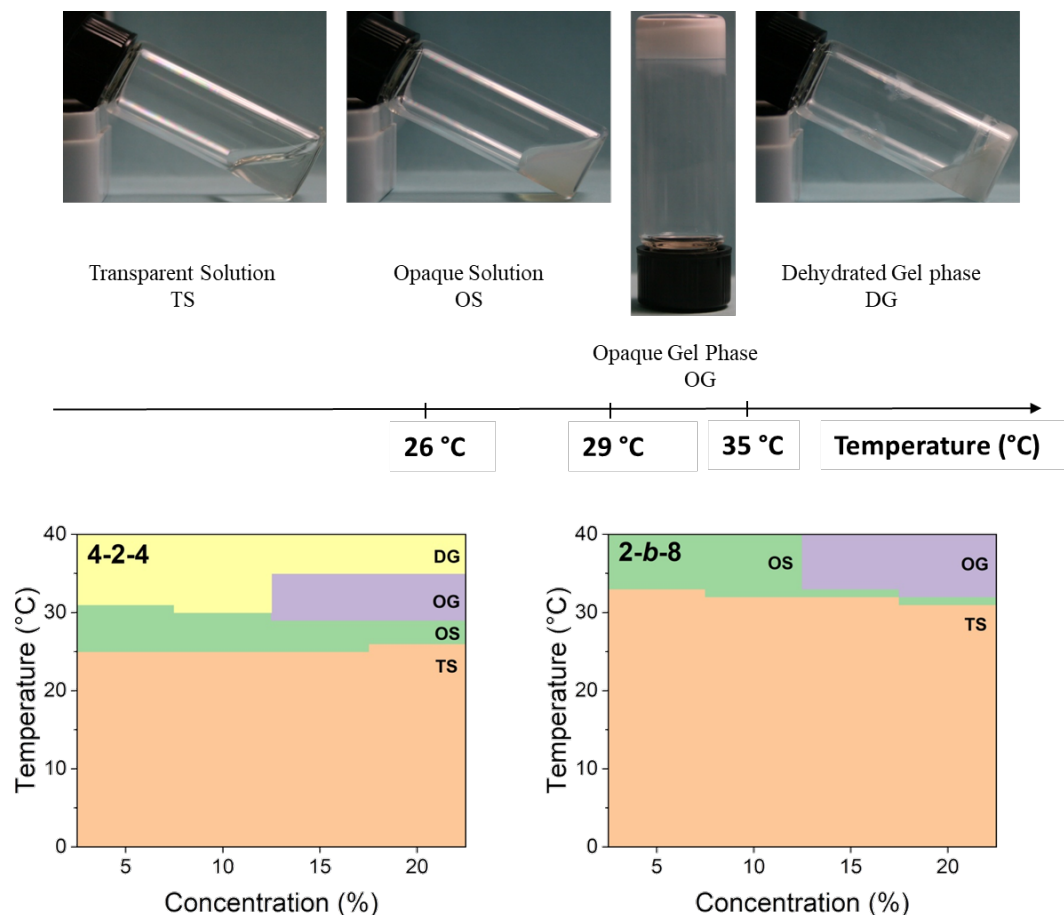 Transparent Solution
TS
Opaque Solution
OS
Dehydrated Gel phase
DG
Opaque Gel Phase
OG
26 °C
29 °C
35 °C
Temperature (°C)
4-2-4
DG
OG
OS
TS
40
30
20
10
0
Temperature (°C)
5
10
15
20
Concentration (%)
2-b-8
OS
OG
TS
40
30
20
10
0
Temperature (°C)
5
10
15
20
Concentration (%)